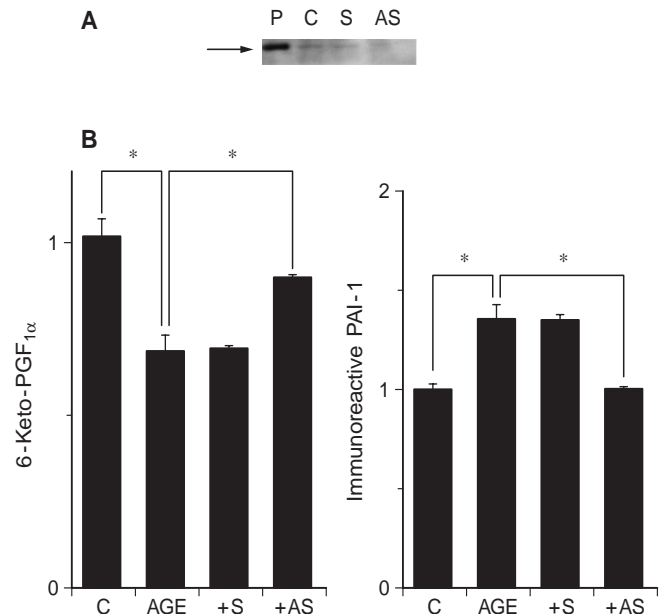 A
P C S AS
B
* *
6-Keto-PGF1α
1
0
C AGE +S +AS
* *
Immunoreactive PAI-1
2
1
0
C AGE +S +AS